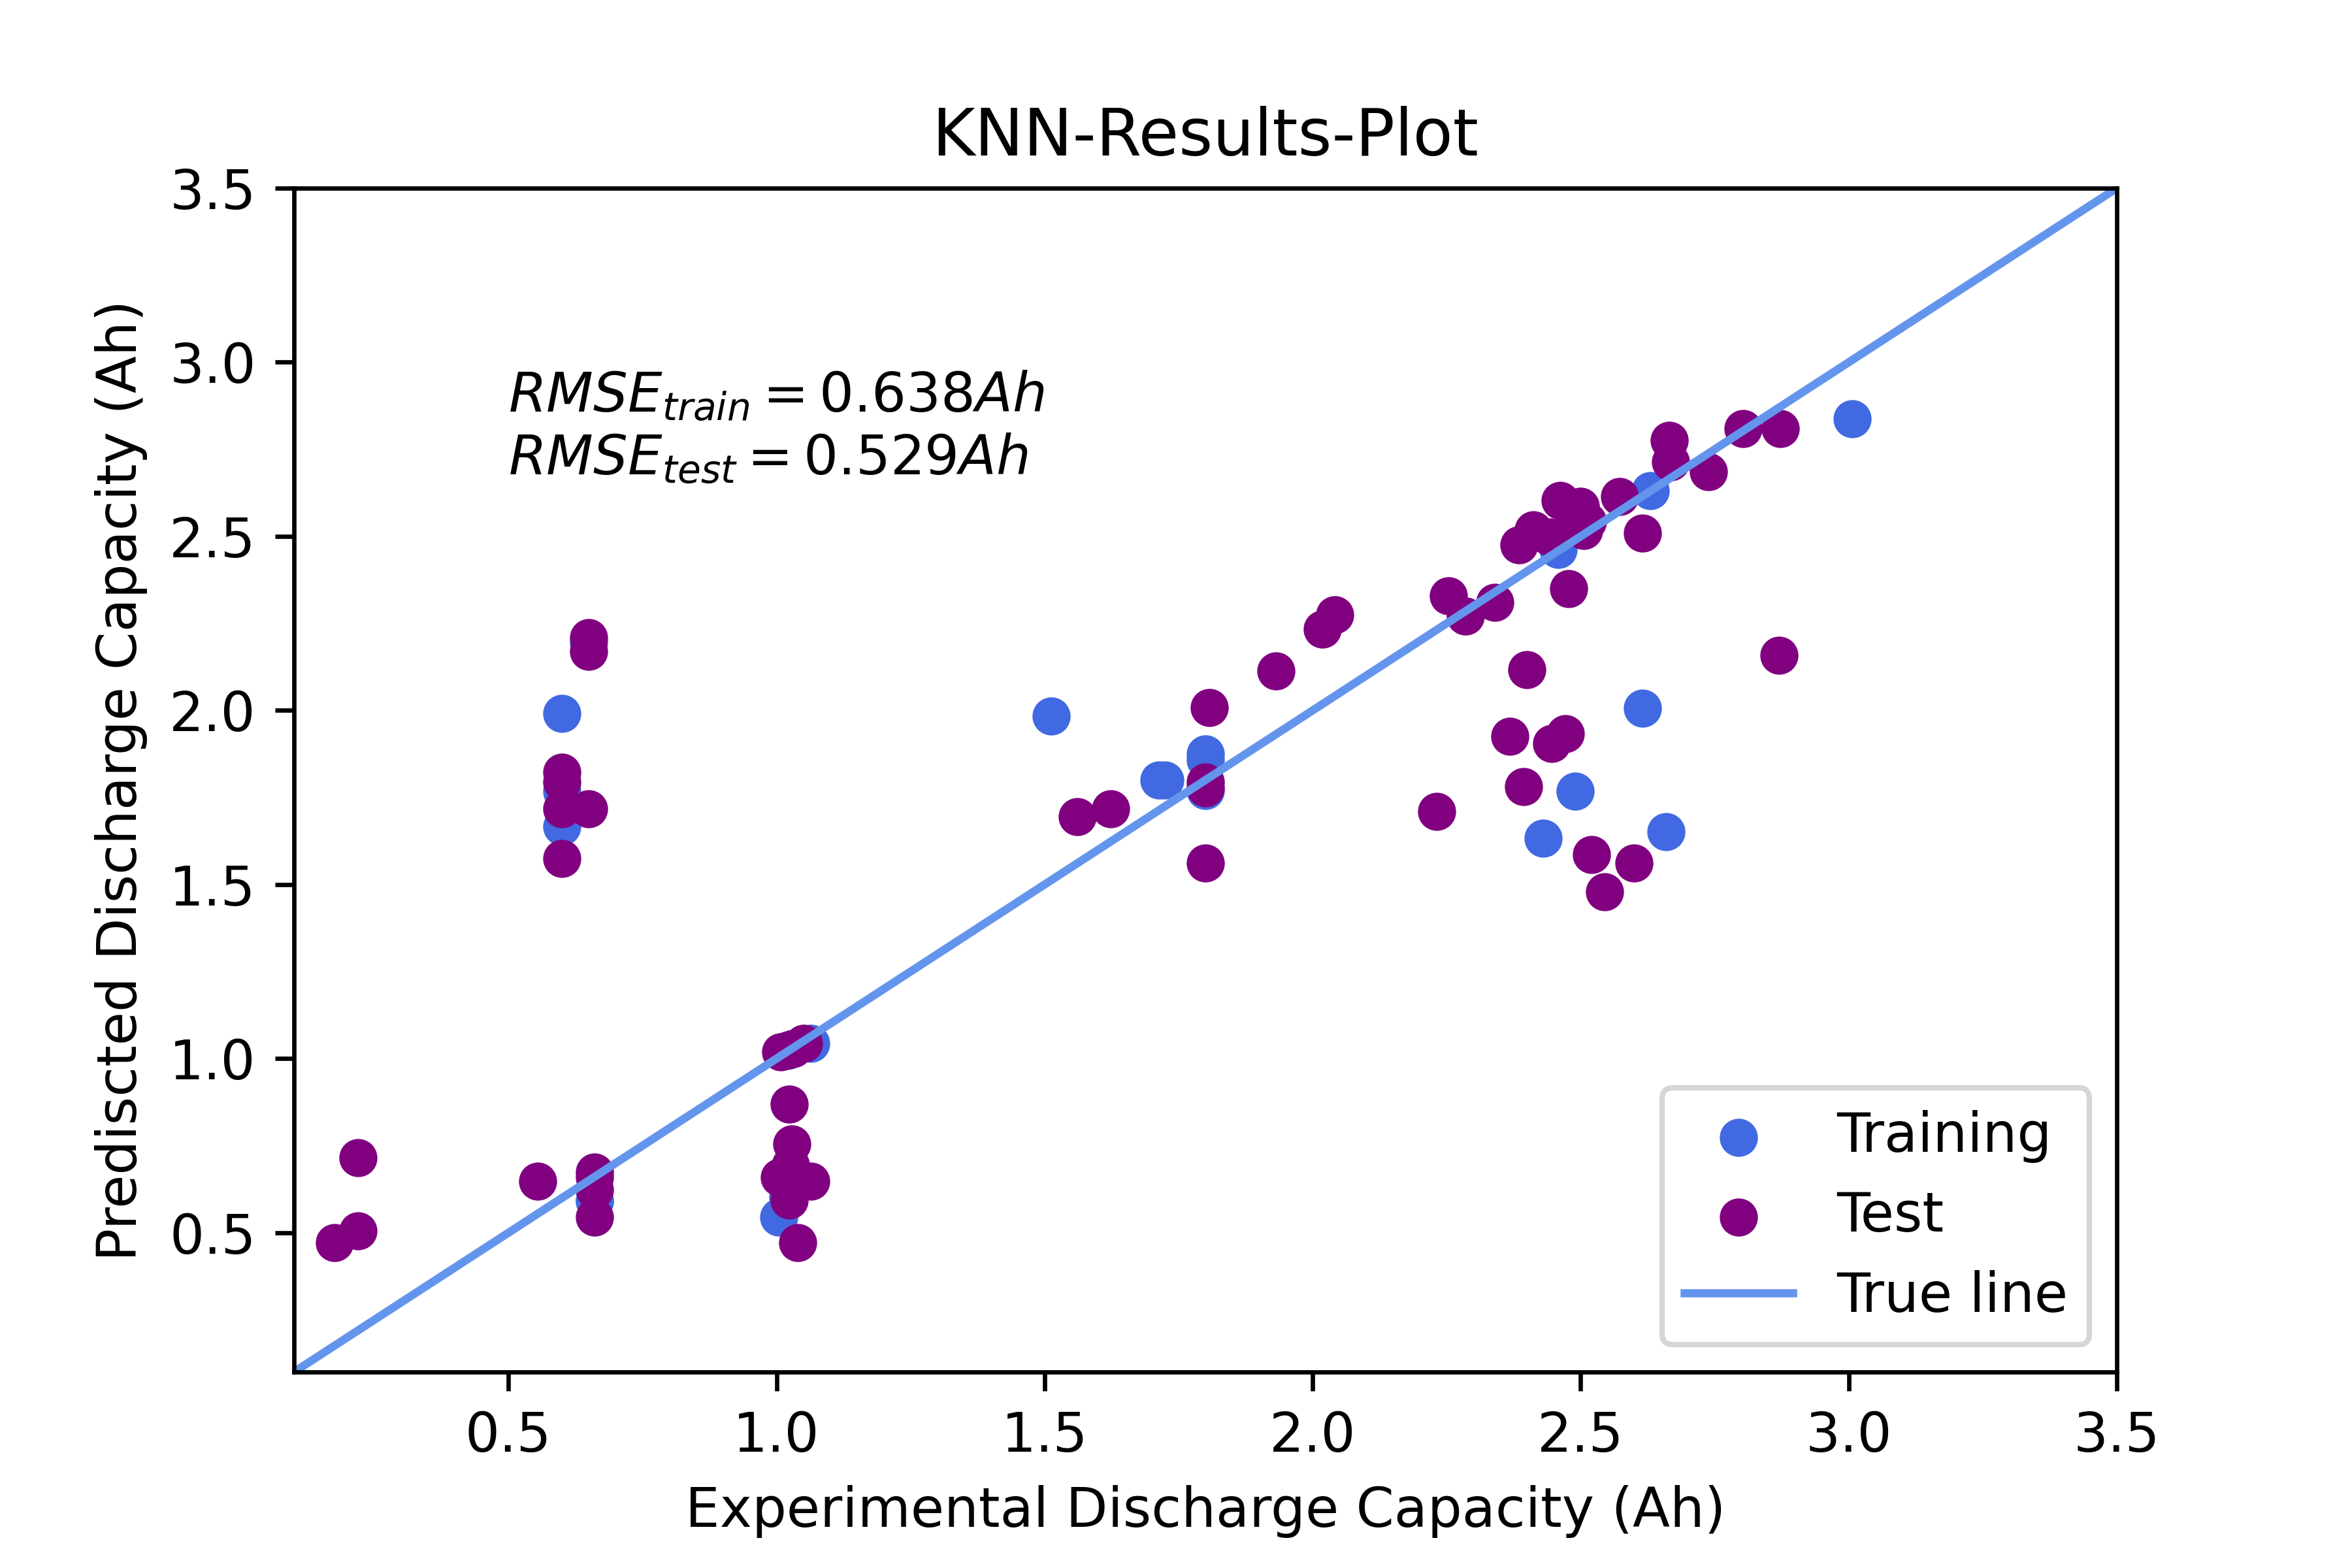 KNN-Results-Plot
3.5
3.0
2.5
2.0
1.5
1.0
0.5
Prediscted Discharge Capacity (Ah)
RMSE_train = 0.638Ah
RMSE_test = 0.529Ah
Training
Test
True line
0.5 1.0 1.5 2.0 2.5 3.0 3.5
Experimental Discharge Capacity (Ah)